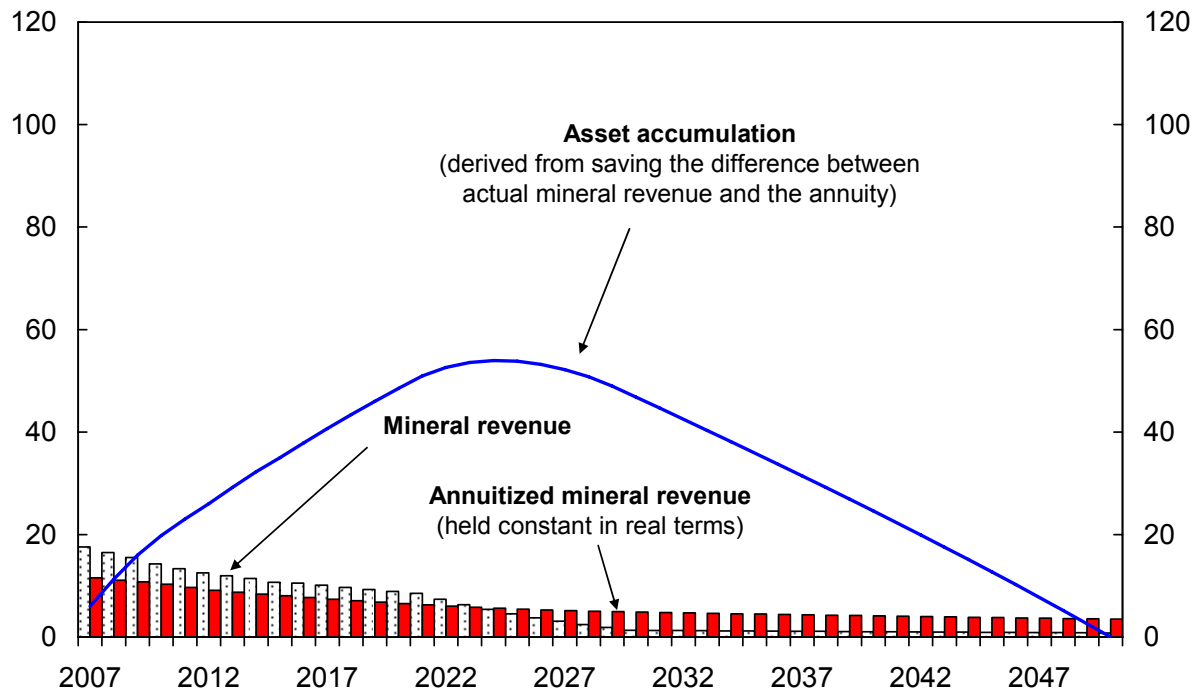 120
120
100
100
Asset accumulation
(derived from saving the difference between
actual mineral revenue and the annuity)
80
80
60
60
Mineral revenue
40
40
Annuitized mineral revenue
(held constant in real terms)
20
20
0
0
2007 2012 2017 2022 2027 2032 2037 2042 2047